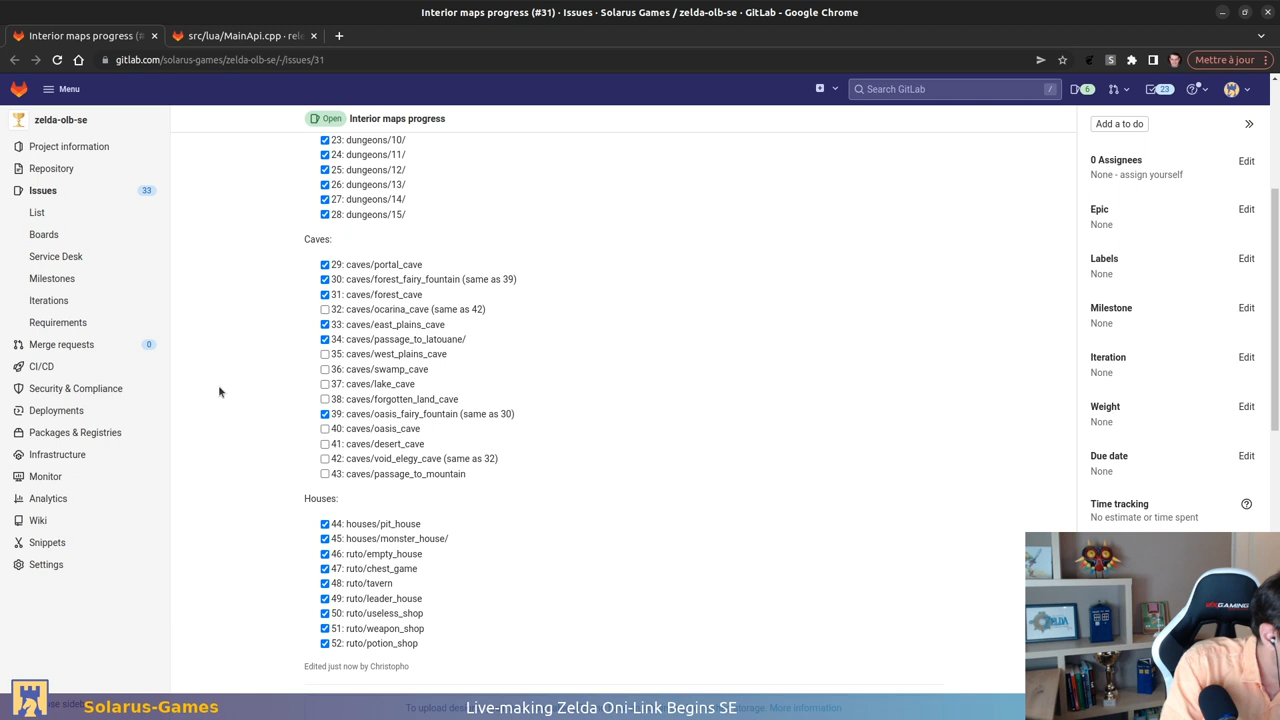 Interior maps progress (#31) · Issues · Solarus Games / zelda-olb-se · GitLab - Google Chrome
Interior maps progress (#
src/lua/MainApi.cpp · rel
gitlab.com/solarus-games/zelda-olb-se/-/issues/31
Mettre à jour
Menu
Search GitLab
/
6
23
zelda-olb-se
Project information
Repository
Issues 33
List
Boards
Service Desk
Milestones
Iterations
Requirements
Merge requests 0
CI/CD
Security & Compliance
Deployments
Packages & Registries
Infrastructure
Monitor
Analytics
Wiki
Snippets
Settings
Open Interior maps progress
23: dungeons/10/
24: dungeons/11/
25: dungeons/12/
26: dungeons/13/
27: dungeons/14/
28: dungeons/15/
Caves:
29: caves/portal_cave
30: caves/forest_fairy_fountain (same as 39)
31: caves/forest_cave
32: caves/ocarina_cave (same as 42)
33: caves/east_plains_cave
34: caves/passage_to_latouane/
35: caves/west_plains_cave
36: caves/swamp_cave
37: caves/lake_cave
38: caves/forgotten_land_cave
39: caves/oasis_fairy_fountain (same as 30)
40: caves/oasis_cave
41: caves/desert_cave
42: caves/void_elegy_cave (same as 32)
43: caves/passage_to_mountain
Houses:
44: houses/pit_house
45: houses/monster_house/
46: ruto/empty_house
47: ruto/chest_game
48: ruto/tavern
49: ruto/leader_house
50: ruto/useless_shop
51: ruto/weapon_shop
52: ruto/potion_shop
Edited just now by Christopho
Add a to do
0 Assignees Edit
None - assign yourself
Epic Edit
None
Labels Edit
None
Milestone Edit
None
Iteration Edit
None
Weight Edit
None
Due date Edit
None
Time tracking
No estimate or time spent
Solarus-Games
Live-making Zelda Oni-Link Begins SE
To upload des
orage. More information